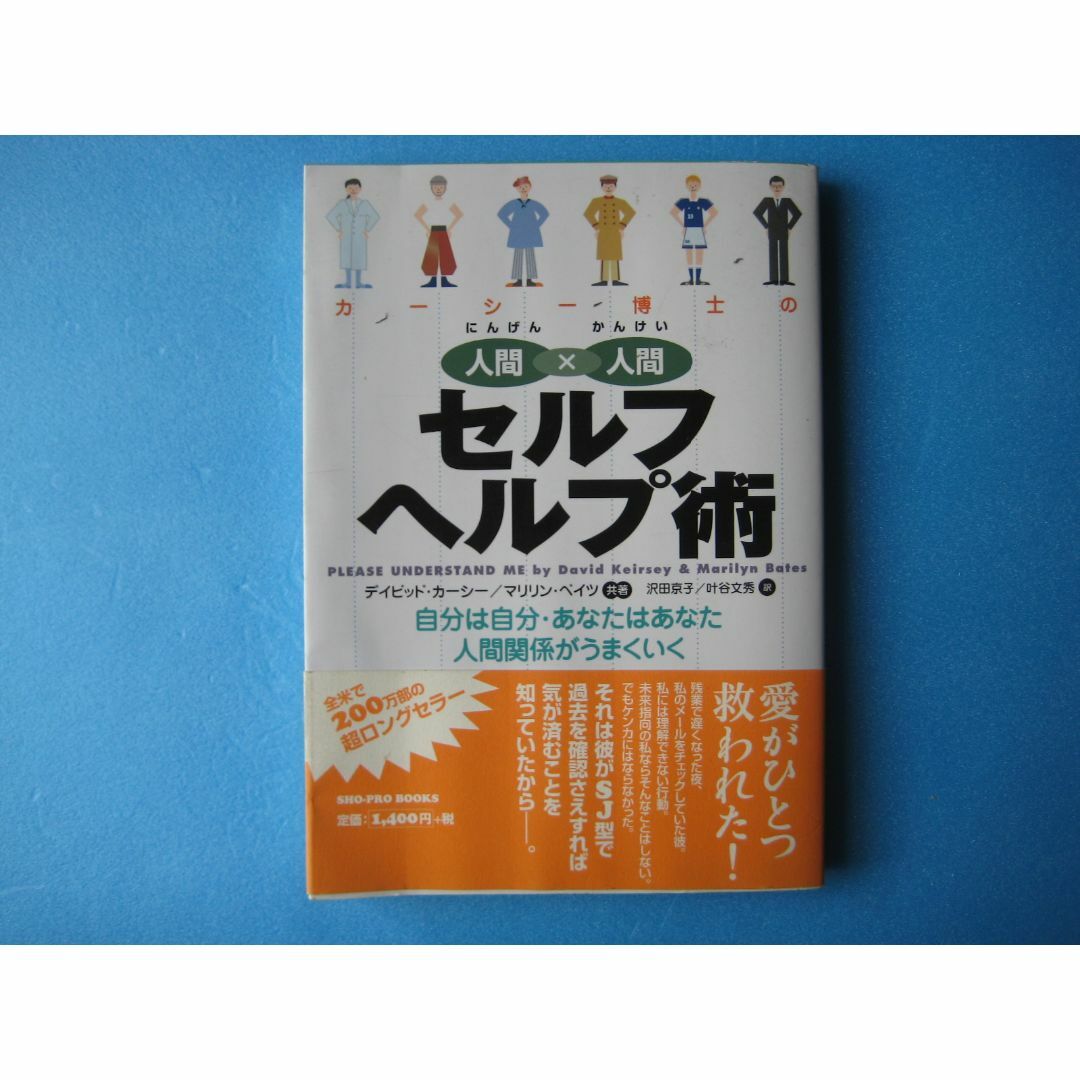 カーシー博士の
にんげん かんけい
人間×人間
セルフ
ヘルプ術
PLEASE UNDERSTAND ME by David Keirsey & Marilyn Bates
デイビッド・カーシー/マリリン・ベイツ 共著 沢田京子/叶谷文秀 訳
自分は自分・あなたはあなた
人間関係がうまくいく
全米で
200万部の
超ロングセラー
愛がひとつ
救われた!
残業で遅くなった夜、
私のメールをチェックしていた彼。
私には理解できない行動。
未来指向の私ならそんなことはしない。
でもケンカにはならなかった。
それは彼がSJ型で
過去を確認さえすれば
気が済むことを
知っていたから──。
SHO-PRO BOOKS
定価:1,400円+税
33